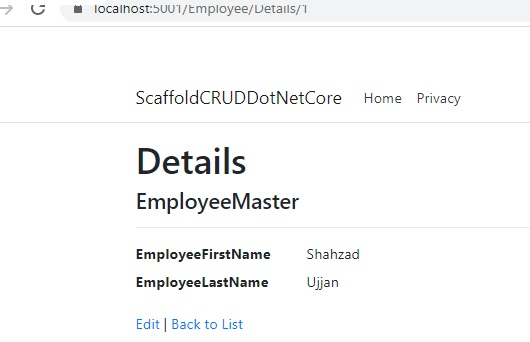 localhost:5001/Employee/Details/1
ScaffoldCRUDDotNetCore Home Privacy
Details
EmployeeMaster
EmployeeFirstName Shahzad
EmployeeLastName Ujjan
Edit | Back to List